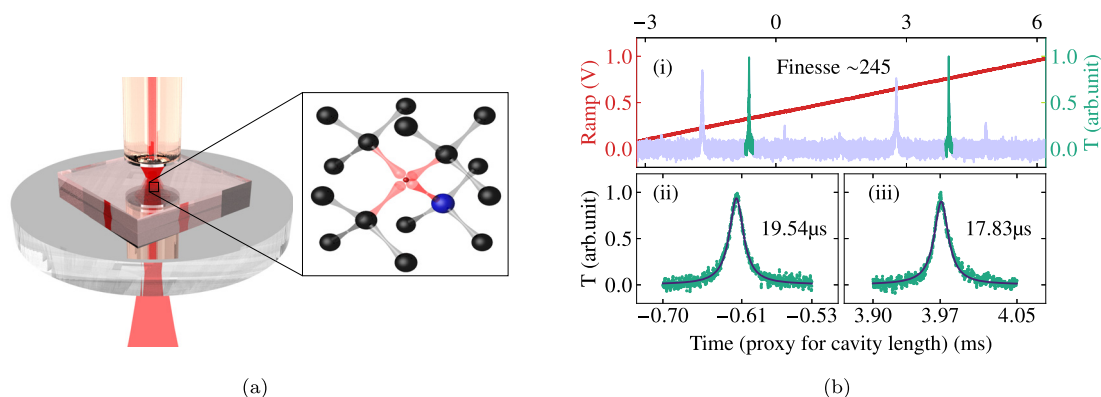 −3 0 3 6
1.0 (i) Finesse ~245 1.0
0.5 0.5
0.0 0.0
Ramp (V)
T (arb.unit)
(ii) (iii)
1.0
0.5 19.54µs 17.83µs
0.0
T (arb.unit)
−0.70 −0.61 −0.53 3.90 3.97 4.05
Time (proxy for cavity length) (ms)
(a) (b)